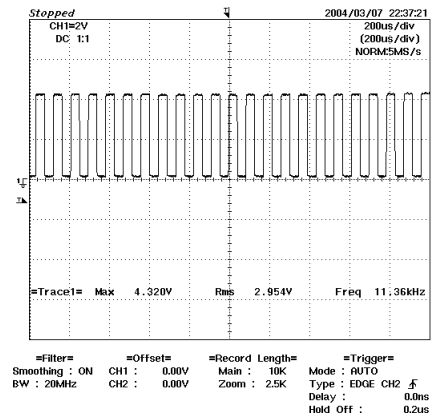 Stopped 2004/03/07 22:37:21
CH1=2V 200us/div
DC 1:1 (200us/div)
NORM:5MS/s
=Trace1= Max 4.320V Rms 2.954V Freq 11.36kHz
=Filter= =Offset= =Record Length= =Trigger=
Smoothing : ON CH1 : 0.00V Main : 10K Mode : AUTO
BW : 20MHz CH2 : 0.00V Zoom : 2.5K Type : EDGE CH2
Delay : 0.0ns
Hold Off : 0.2us